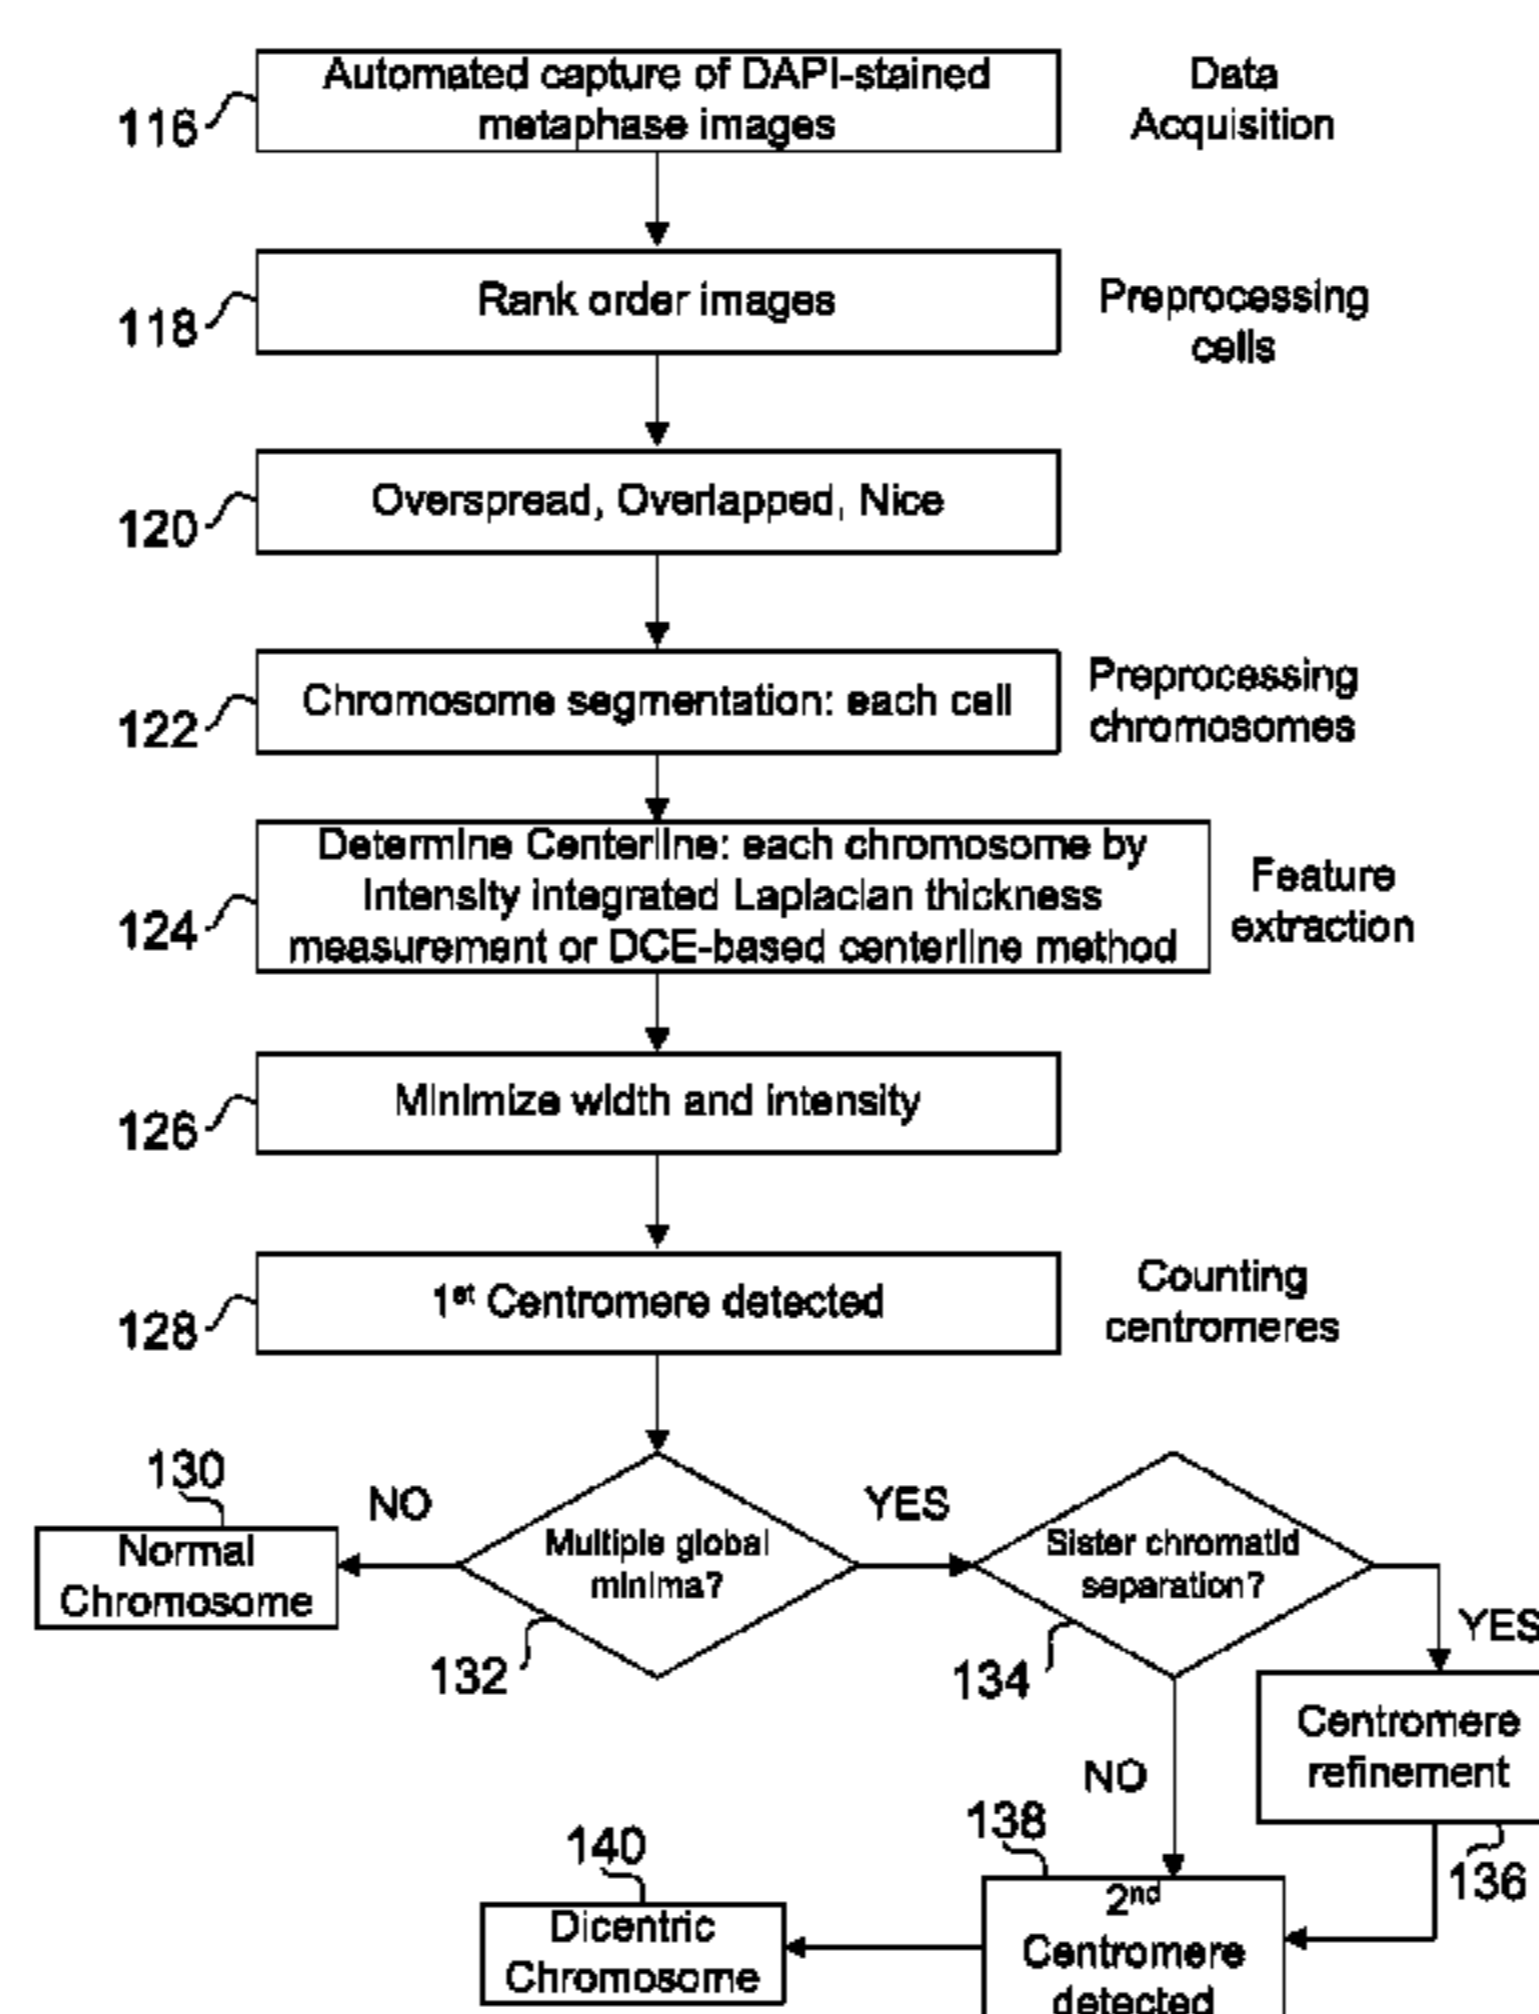 Automated capture of DAPI-stained
metaphase images
116
Data
Acquisition
Rank order images
118
Preprocessing
cells
Overspread, Overlapped, Nice
120
Chromosome segmentation: each cell
122
Preprocessing
chromosomes
Determine Centerline: each chromosome by
Intensity integrated Laplacian thickness
measurement or DCE-based centerline method
124
Feature
extraction
Minimize width and intensity
126
1st Centromere detected
128
Counting
centromeres
130
Normal
Chromosome
NO
Multiple global
minima?
132
YES
Sister chromatid
separation?
134
YES
Centromere
refinement
136
NO
138
2nd
Centromere
detected
140
Dicentric
Chromosome